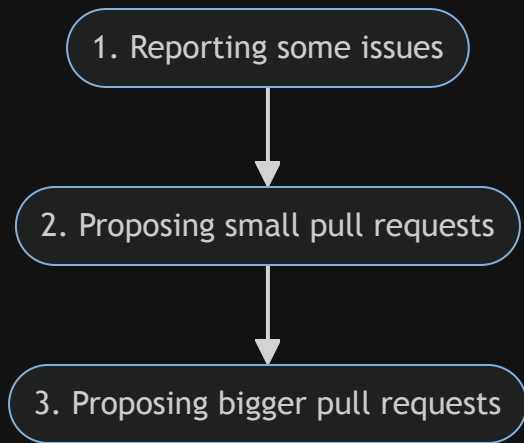 1. Reporting some issues
2. Proposing small pull requests
3. Proposing bigger pull requests